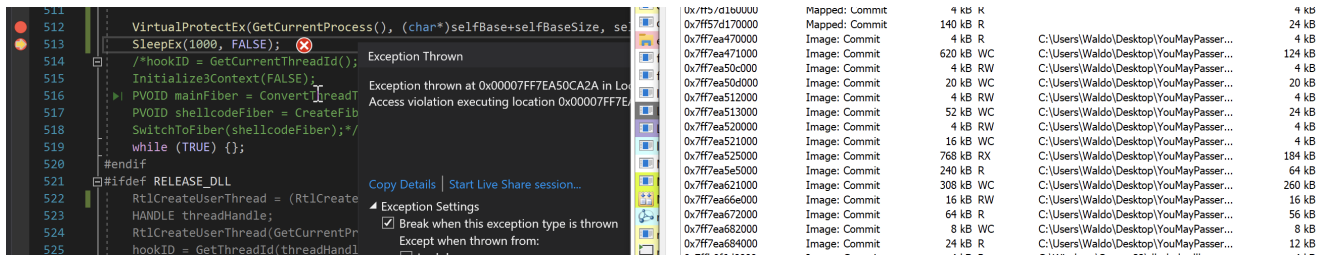 511
512 VirtualProtectEx(GetCurrentProcess(), (char*)selfBase+selfBaseSize, sel
513 SleepEx(1000, FALSE);
514 /*hookID = GetCurrentThreadId();
515 Initialize3Context(FALSE);
516 PVOID mainFiber = ConvertThreadT
517 PVOID shellcodeFiber = CreateFib
518 SwitchToFiber(shellcodeFiber);*/
519 while (TRUE) {};
520 #endif
521 #ifdef RELEASE_DLL
522 RtlCreateUserThread = (RtlCreate
523 HANDLE threadHandle;
524 RtlCreateUserThread(GetCurrentPr
525 hookID = GetThreadId(threadHandl
Exception Thrown
Exception thrown at 0x00007FF7EA50CA2A in Loc
Access violation executing location 0x00007FF7EA
Copy Details | Start Live Share session...
Exception Settings
Break when this exception type is thrown
Except when thrown from:
0x7ff57d160000 Mapped: Commit 4 kB R 4 kB
0x7ff57d170000 Mapped: Commit 140 kB R 24 kB
0x7ff7ea470000 Image: Commit 4 kB R C:\Users\Waldo\Desktop\YouMayPasser... 4 kB
0x7ff7ea471000 Image: Commit 620 kB WC C:\Users\Waldo\Desktop\YouMayPasser... 124 kB
0x7ff7ea50c000 Image: Commit 4 kB RW C:\Users\Waldo\Desktop\YouMayPasser... 4 kB
0x7ff7ea50d000 Image: Commit 20 kB WC C:\Users\Waldo\Desktop\YouMayPasser... 20 kB
0x7ff7ea512000 Image: Commit 4 kB RW C:\Users\Waldo\Desktop\YouMayPasser... 4 kB
0x7ff7ea513000 Image: Commit 52 kB WC C:\Users\Waldo\Desktop\YouMayPasser... 24 kB
0x7ff7ea520000 Image: Commit 4 kB RW C:\Users\Waldo\Desktop\YouMayPasser... 4 kB
0x7ff7ea521000 Image: Commit 16 kB WC C:\Users\Waldo\Desktop\YouMayPasser... 4 kB
0x7ff7ea525000 Image: Commit 768 kB RX C:\Users\Waldo\Desktop\YouMayPasser... 184 kB
0x7ff7ea5e5000 Image: Commit 240 kB R C:\Users\Waldo\Desktop\YouMayPasser... 64 kB
0x7ff7ea621000 Image: Commit 308 kB WC C:\Users\Waldo\Desktop\YouMayPasser... 260 kB
0x7ff7ea66e000 Image: Commit 16 kB RW C:\Users\Waldo\Desktop\YouMayPasser... 16 kB
0x7ff7ea672000 Image: Commit 64 kB R C:\Users\Waldo\Desktop\YouMayPasser... 56 kB
0x7ff7ea682000 Image: Commit 8 kB WC C:\Users\Waldo\Desktop\YouMayPasser... 8 kB
0x7ff7ea684000 Image: Commit 24 kB R C:\Users\Waldo\Desktop\YouMayPasser... 12 kB